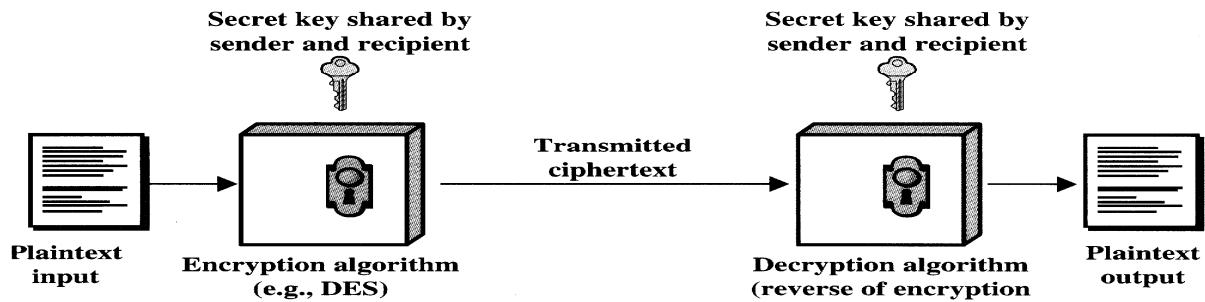 Secret key shared by
sender and recipient
Secret key shared by
sender and recipient
Transmitted
ciphertext
Plaintext
input
Encryption algorithm
(e.g., DES)
Decryption algorithm
(reverse of encryption
Plaintext
output